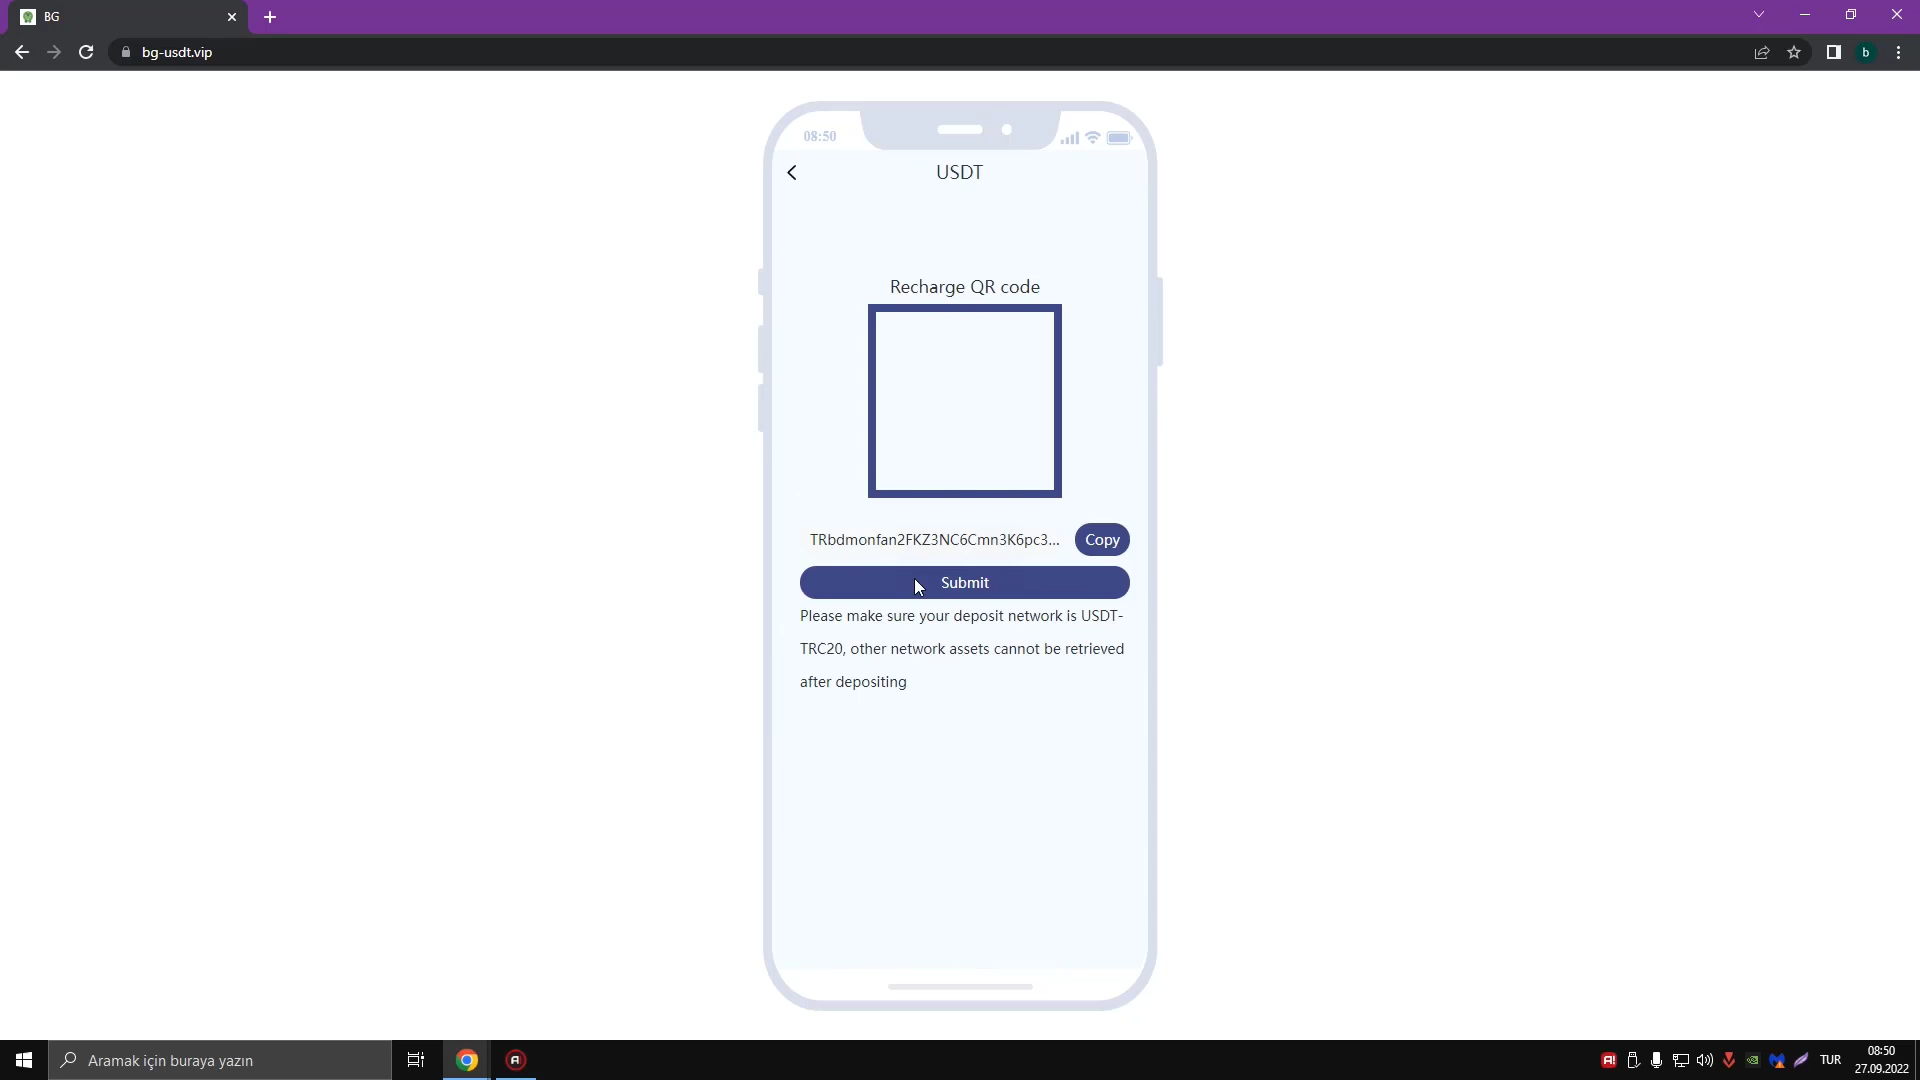 BG
bg-usdt.vip
b
08:50
USDT
Recharge QR code
TRbdmonfan2FKZ3NC6Cmn3K6pc3...
Copy
Submit
Please make sure your deposit network is USDT-
TRC20, other network assets cannot be retrieved
after depositing
Aramak için buraya yazın
TUR
08:50
27.09.2022